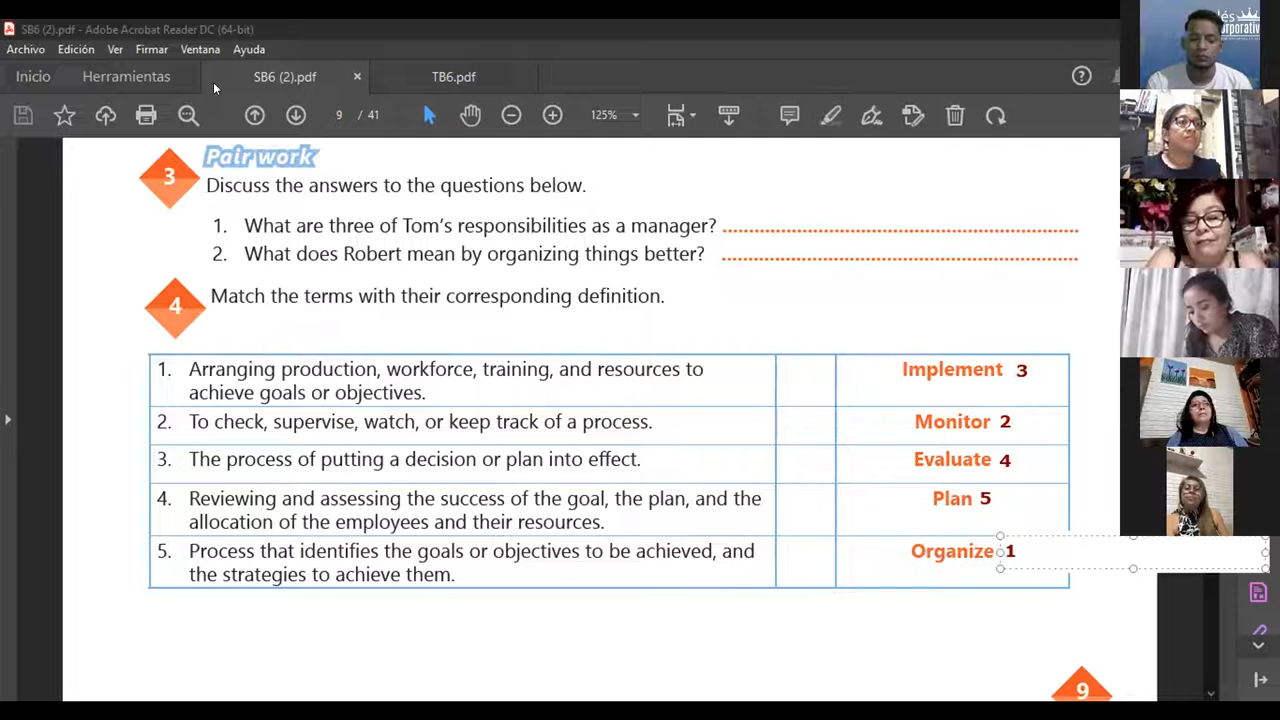 SB6 (2).pdf - Adobe Acrobat Reader DC (64-bit)
Archivo Edición Ver Firmar Ventana Ayuda
Inicio Herramientas SB6 (2).pdf × TB6.pdf
9 / 41 125%
és
orporativ
3 Pair work
Discuss the answers to the questions below.
1. What are three of Tom's responsibilities as a manager?
2. What does Robert mean by organizing things better?
4 Match the terms with their corresponding definition.
1. Arranging production, workforce, training, and resources to Implement 3
achieve goals or objectives.
2. To check, supervise, watch, or keep track of a process. Monitor 2
3. The process of putting a decision or plan into effect. Evaluate 4
4. Reviewing and assessing the success of the goal, the plan, and the Plan 5
allocation of the employees and their resources.
5. Process that identifies the goals or objectives to be achieved, and Organize 1
the strategies to achieve them.
9